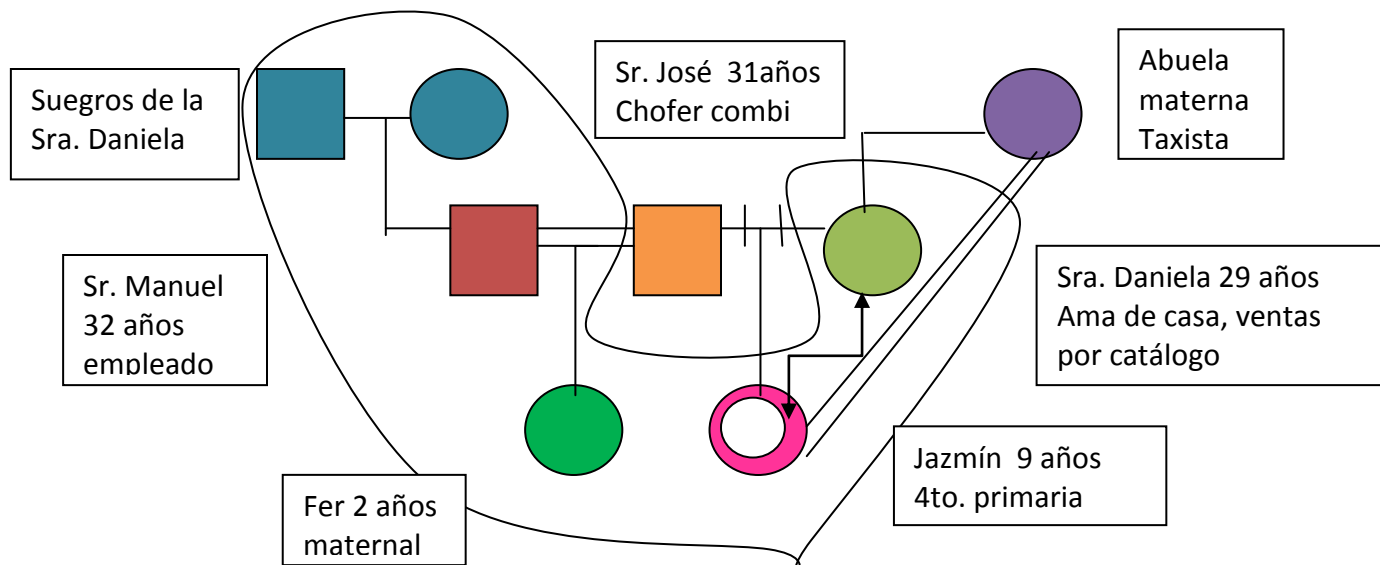 Suegros de la
Sra. Daniela
Sr. José  31años
Chofer combi
Abuela
materna
Taxista
Sr. Manuel
32 años
empleado
Sra. Daniela 29 años
Ama de casa, ventas
por catálogo
Fer 2 años
maternal
Jazmín  9 años
4to. primaria